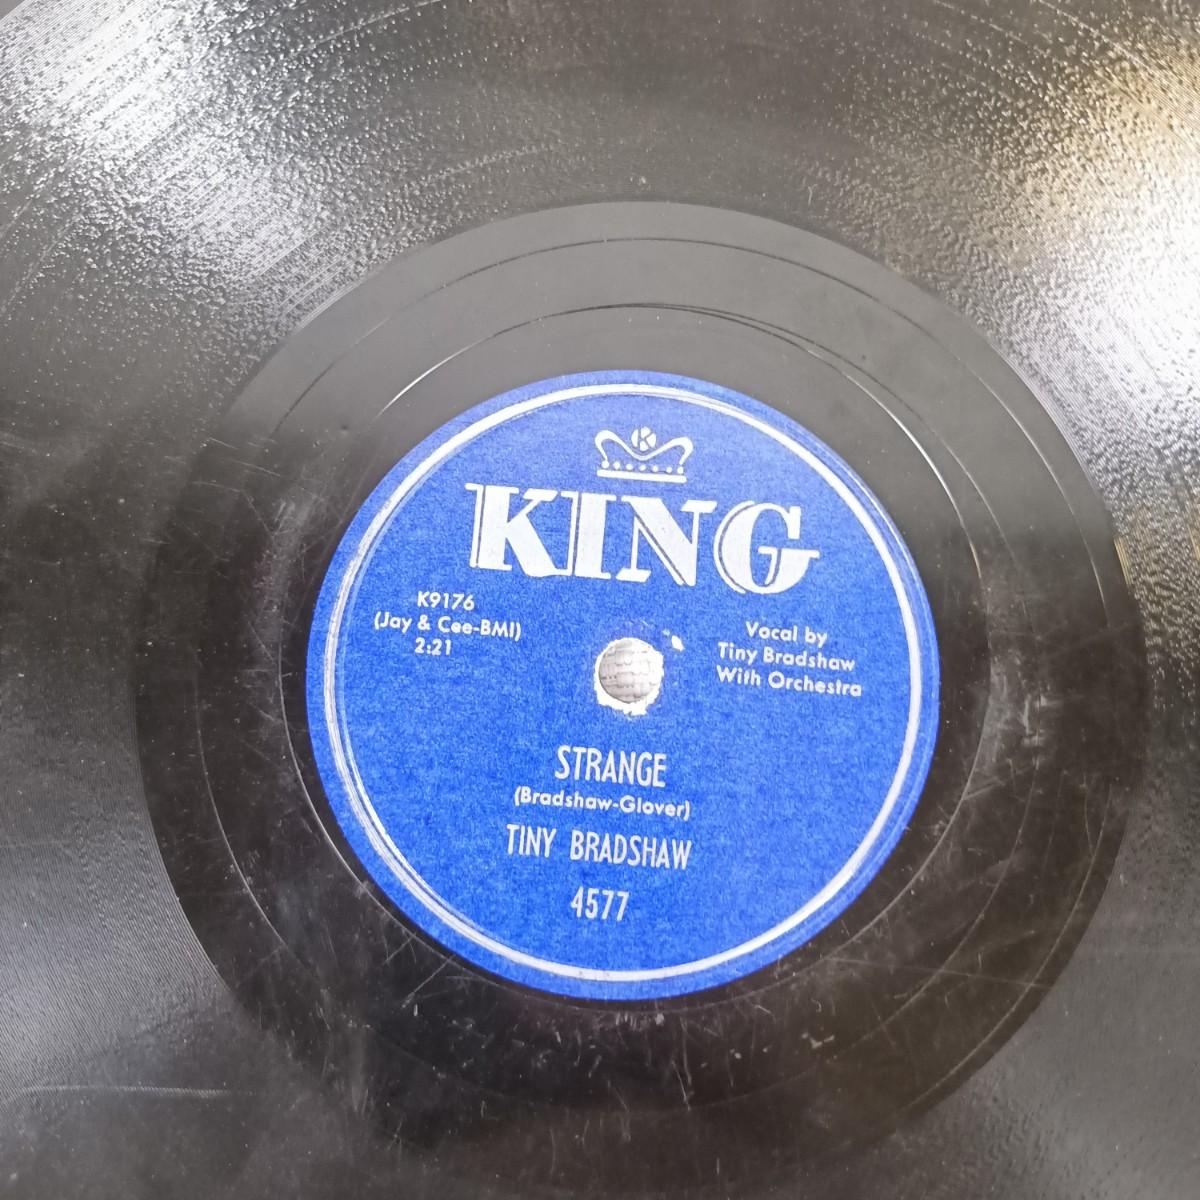 K
KING
K9176
(Jay & Cee-BMI)
2:21
Vocal by
Tiny Bradshaw
With Orchestra
STRANGE
(Bradshaw-Glover)
TINY BRADSHAW
4577